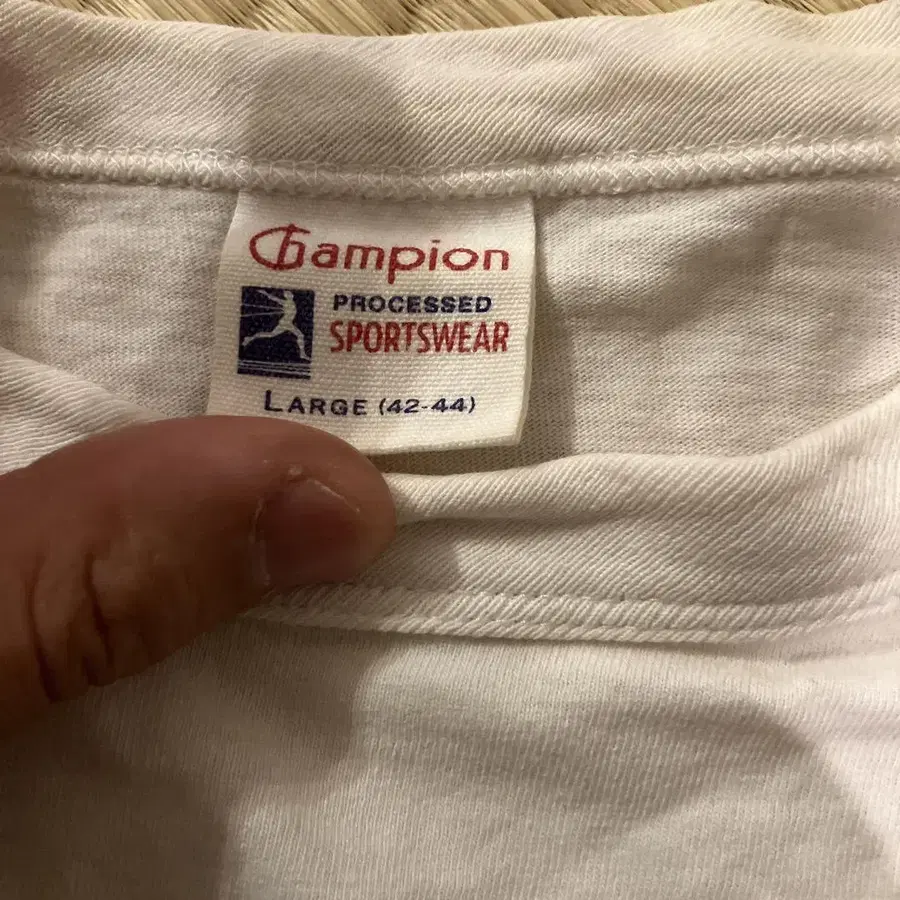 Champion
PROCESSED
SPORTSWEAR
LARGE (42-44)